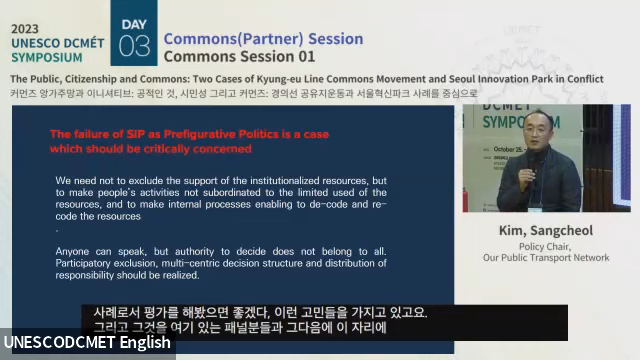 2023
UNESCO DCMÉT
SYMPOSIUM
DAY
03
Commons(Partner) Session
Commons Session 01
The Public, Citizenship and Commons: Two Cases of Kyung-eu Line Commons Movement and Seoul Innovation Park in Conflict
커먼즈 앙가주망과 이니셔티브: 공적인 것, 시민성 그리고 커먼즈: 경의선 공유지운동과 서울혁신파크 사례를 중심으로
The failure of SIP as Prefigurative Politics is a case
which should be critically concerned
We need not to exclude the support of the institutionalized resources, but
to make people's activities not subordinated to the limited used of the
resources, and to make internal processes enabling to de-code and re-
code the resources
.
Anyone can speak, but authority to decide does not belong to all.
Participatory exclusion, multi-centric decision structure and distribution of
responsibility should be realized.
DCMÉT
SYMPOSIUM
October 25.
Kim, Sangcheol
Policy Chair,
Our Public Transport Network
사례로서 평가를 해봤으면 좋겠다, 이런 고민들을 가지고 있고요.
그리고 그것을 여기 있는 패널분들과 그다음에 이 자리에
UNESCODCMET English